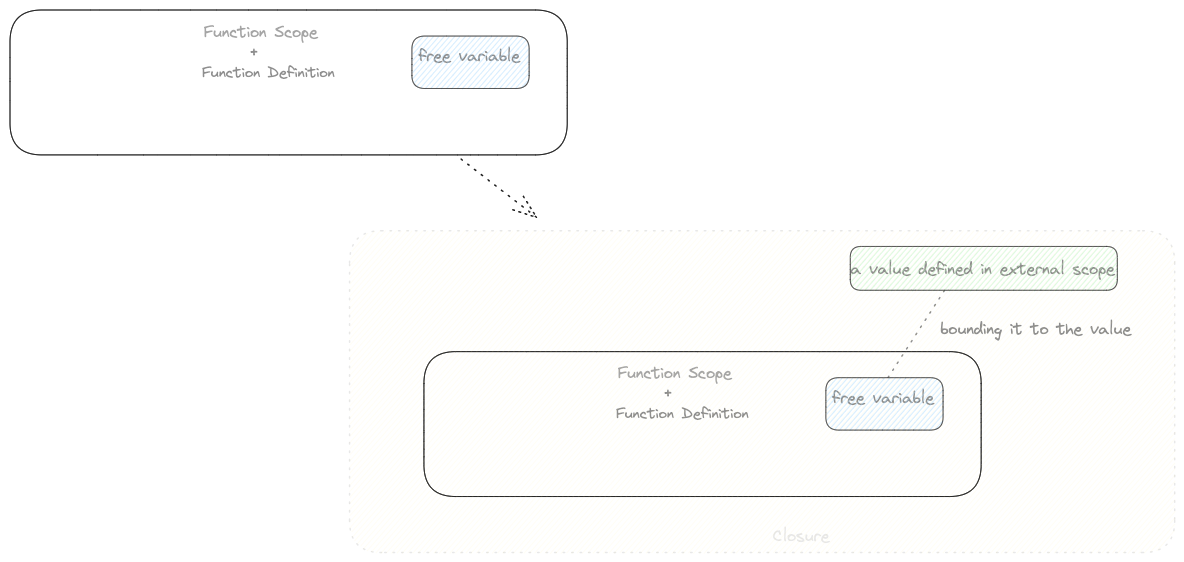 Function Scope
+
Function Definition
free variable
a value defined in external scope
bounding it to the value
Function Scope
+
Function Definition
free variable
Closure